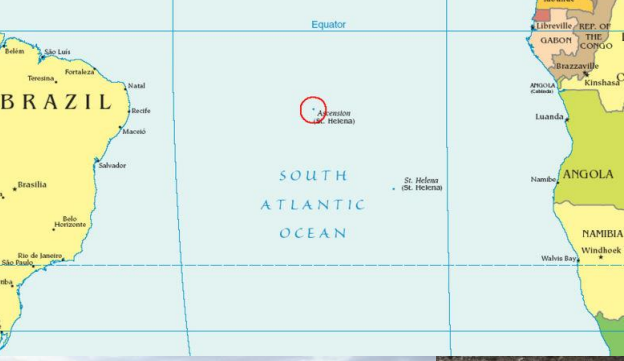 Equator
Libreville
REP. OF
THE
CONGO
GABON
Belém
São Luís
Teresina
Fortaleza
Natal
BRAZIL
Recife
Maceió
Salvador
Brasília
Belo
Horizonte
Rio de Janeiro
São Paulo
Ascension
(St. Helena)
St. Helena
(St. Helena)
SOUTH
ATLANTIC
OCEAN
Brazzaville
Kinshasa
ANGOLA
(Cabinda)
Luanda
Namibe
ANGOLA
NAMIBIA
Windhoek
Walvis Bay